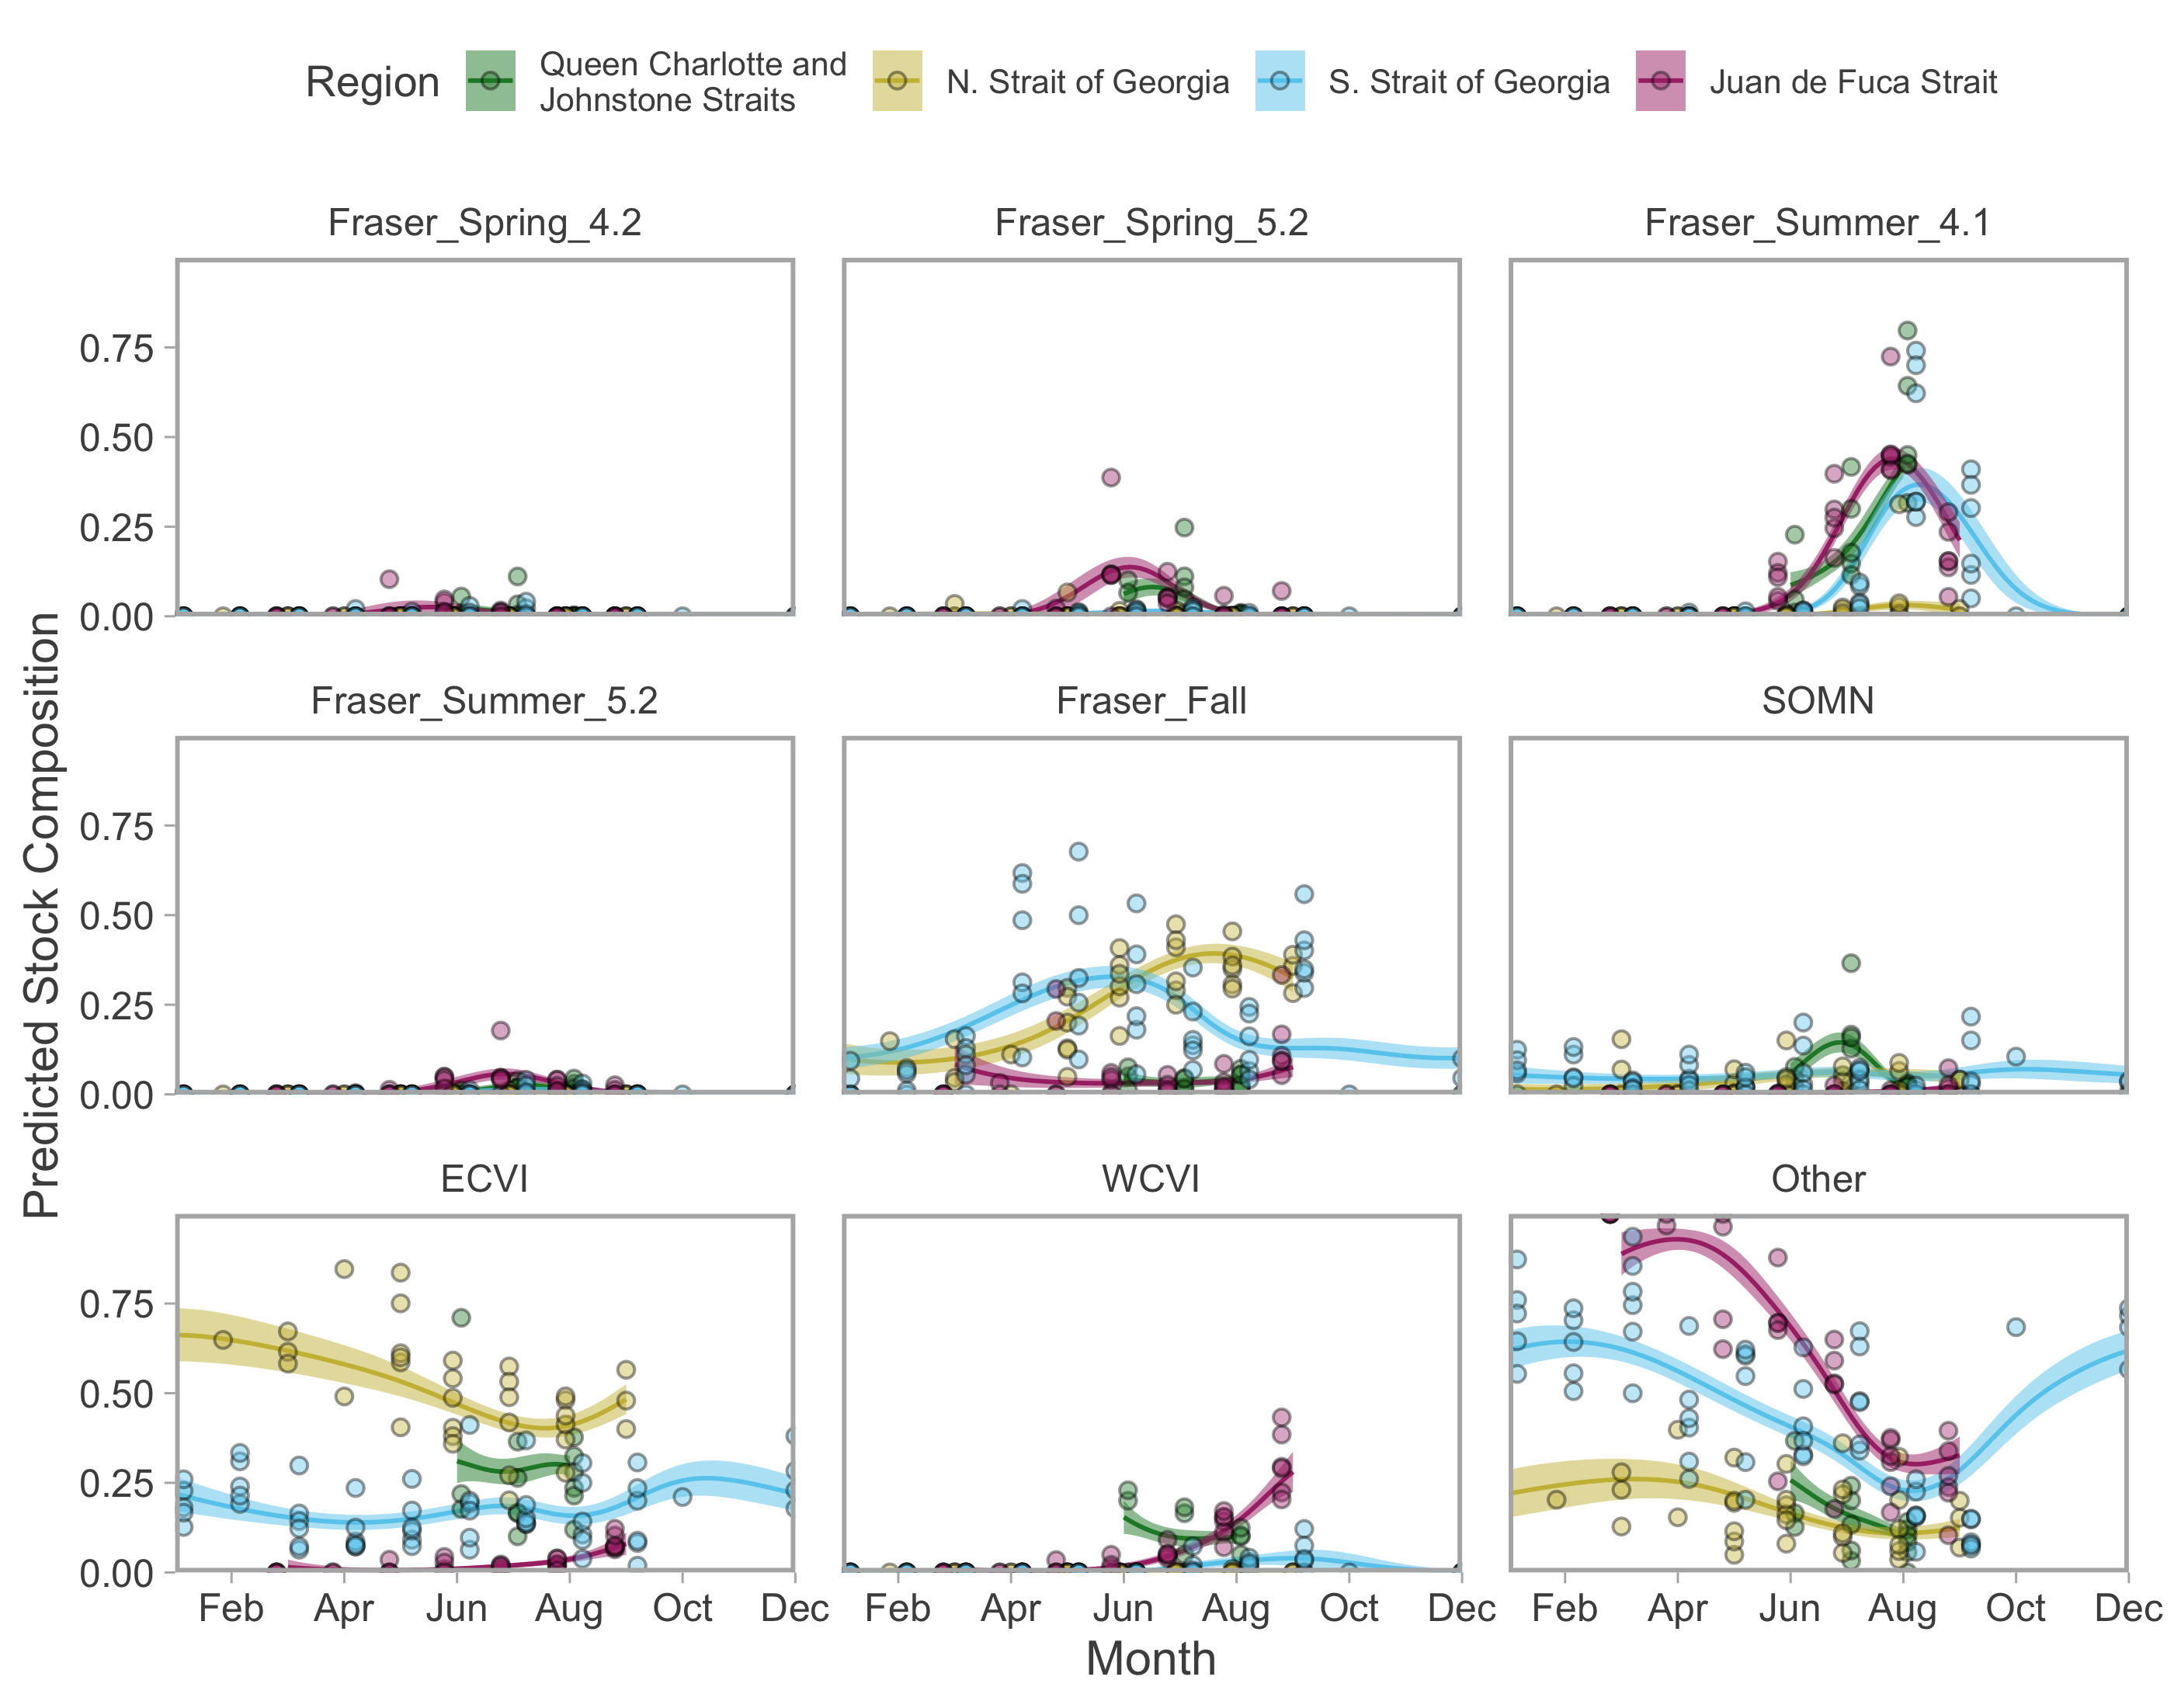 Region
Queen Charlotte and
Johnstone Straits
N. Strait of Georgia
S. Strait of Georgia
Juan de Fuca Strait
Fraser_Spring_4.2
Fraser_Spring_5.2
Fraser_Summer_4.1
0.75
0.50
0.25
0.00
Fraser_Summer_5.2
Fraser_Fall
SOMN
0.75
0.50
0.25
0.00
Predicted Stock Composition
ECVI
WCVI
Other
0.75
0.50
0.25
0.00
Feb Apr Jun Aug Oct Dec
Feb Apr Jun Aug Oct Dec
Feb Apr Jun Aug Oct Dec
Month